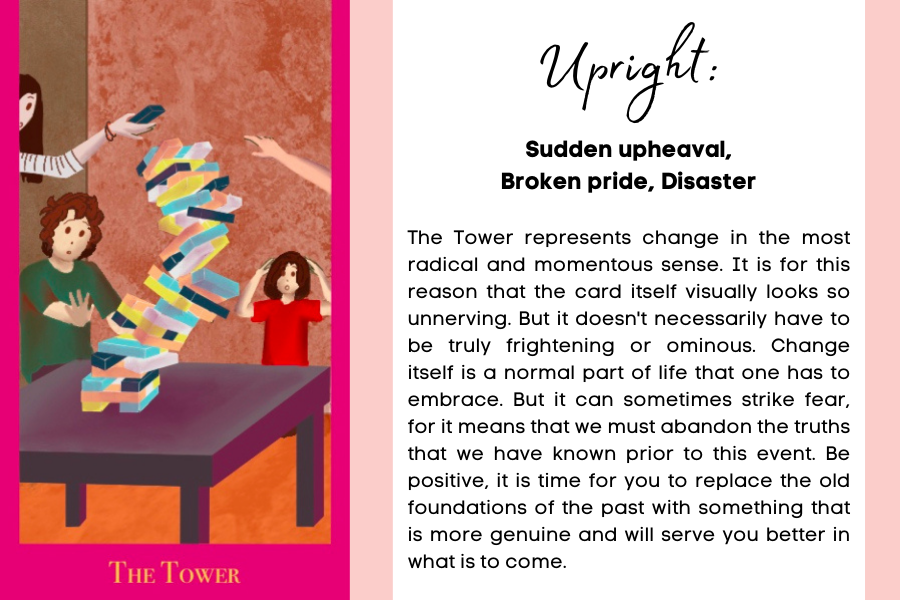 Upright:
Sudden upheaval,
Broken pride, Disaster
The Tower represents change in the most
radical and momentous sense. It is for this
reason that the card itself visually looks so
unnerving. But it doesn't necessarily have to
be truly frightening or ominous. Change
itself is a normal part of life that one has to
embrace. But it can sometimes strike fear,
for it means that we must abandon the truths
that we have known prior to this event. Be
positive, it is time for you to replace the old
foundations of the past with something that
is more genuine and will serve you better in
what is to come.
The Tower